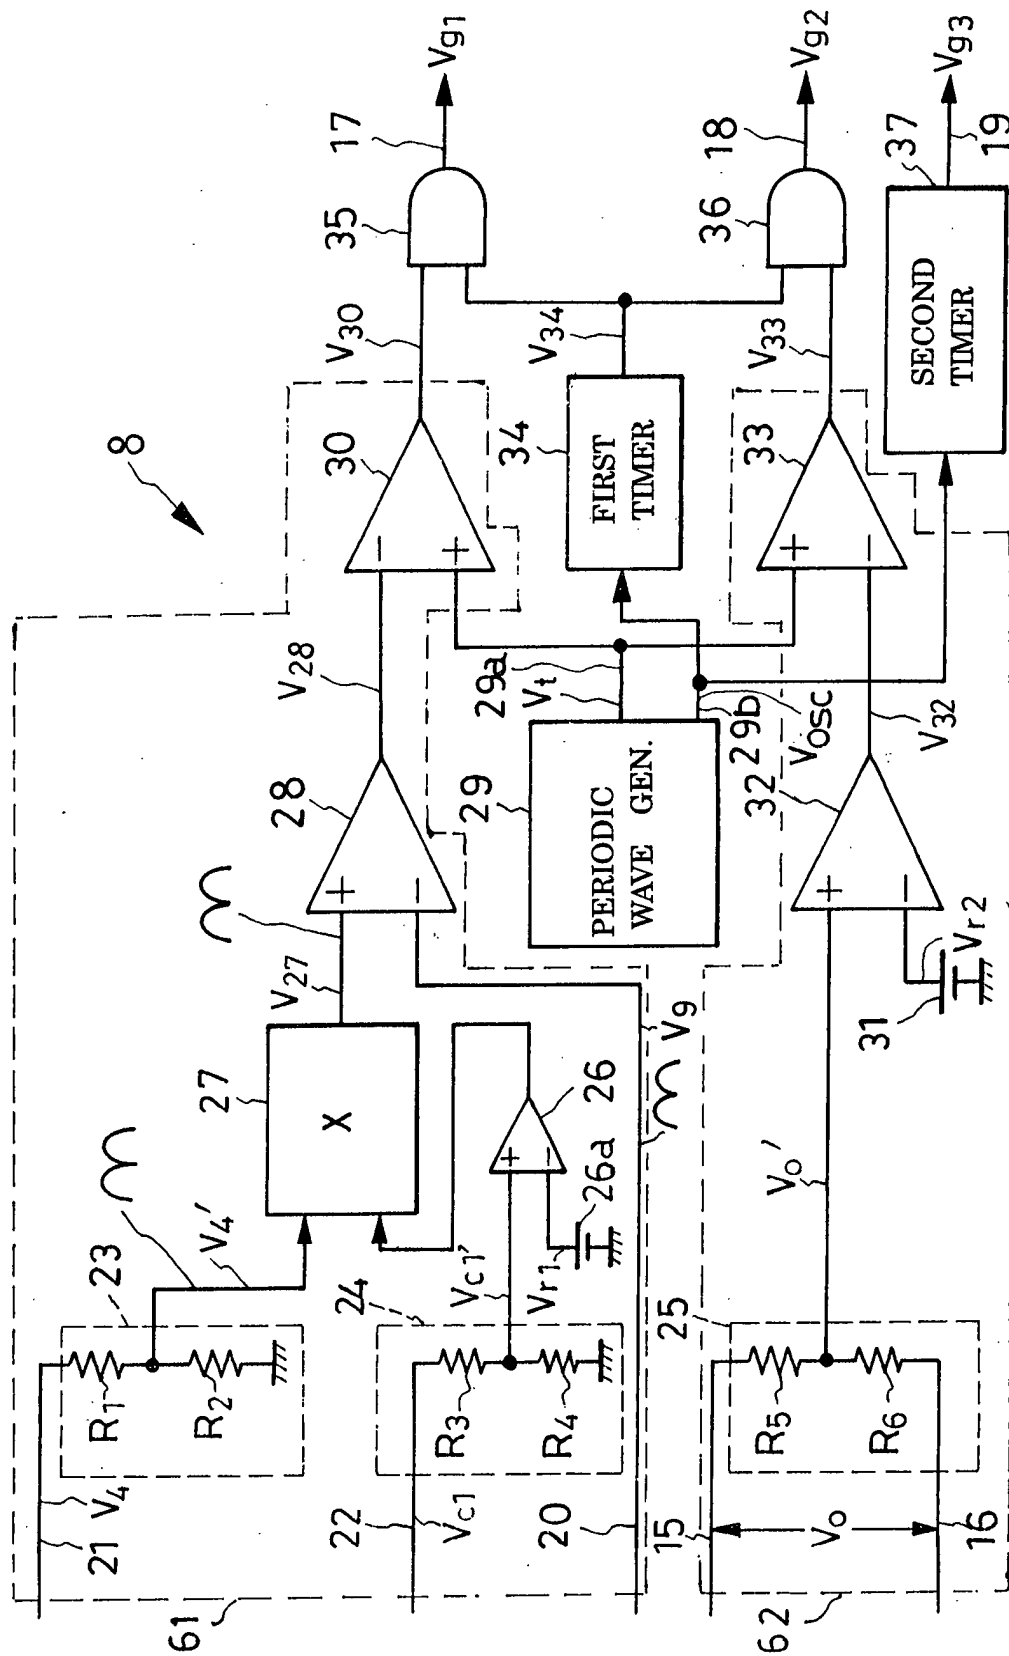 8
21
V4
R1
R2
23
V4'
27
X
V27
28
+
−
V28
30
−
+
V30
35
17
Vg1
61
22
Vc1
R3
R4
24
Vc1'
Vr1
26a
26
+
−
20
V9
29
PERIODIC
WAVE GEN.
29a
Vt
29b
Vosc
34
FIRST
TIMER
V34
15
Vo
16
62
25
R5
R6
Vo'
31
Vr2
32
+
−
V32
33
+
−
V33
36
18
Vg2
37
SECOND
TIMER
19
Vg3